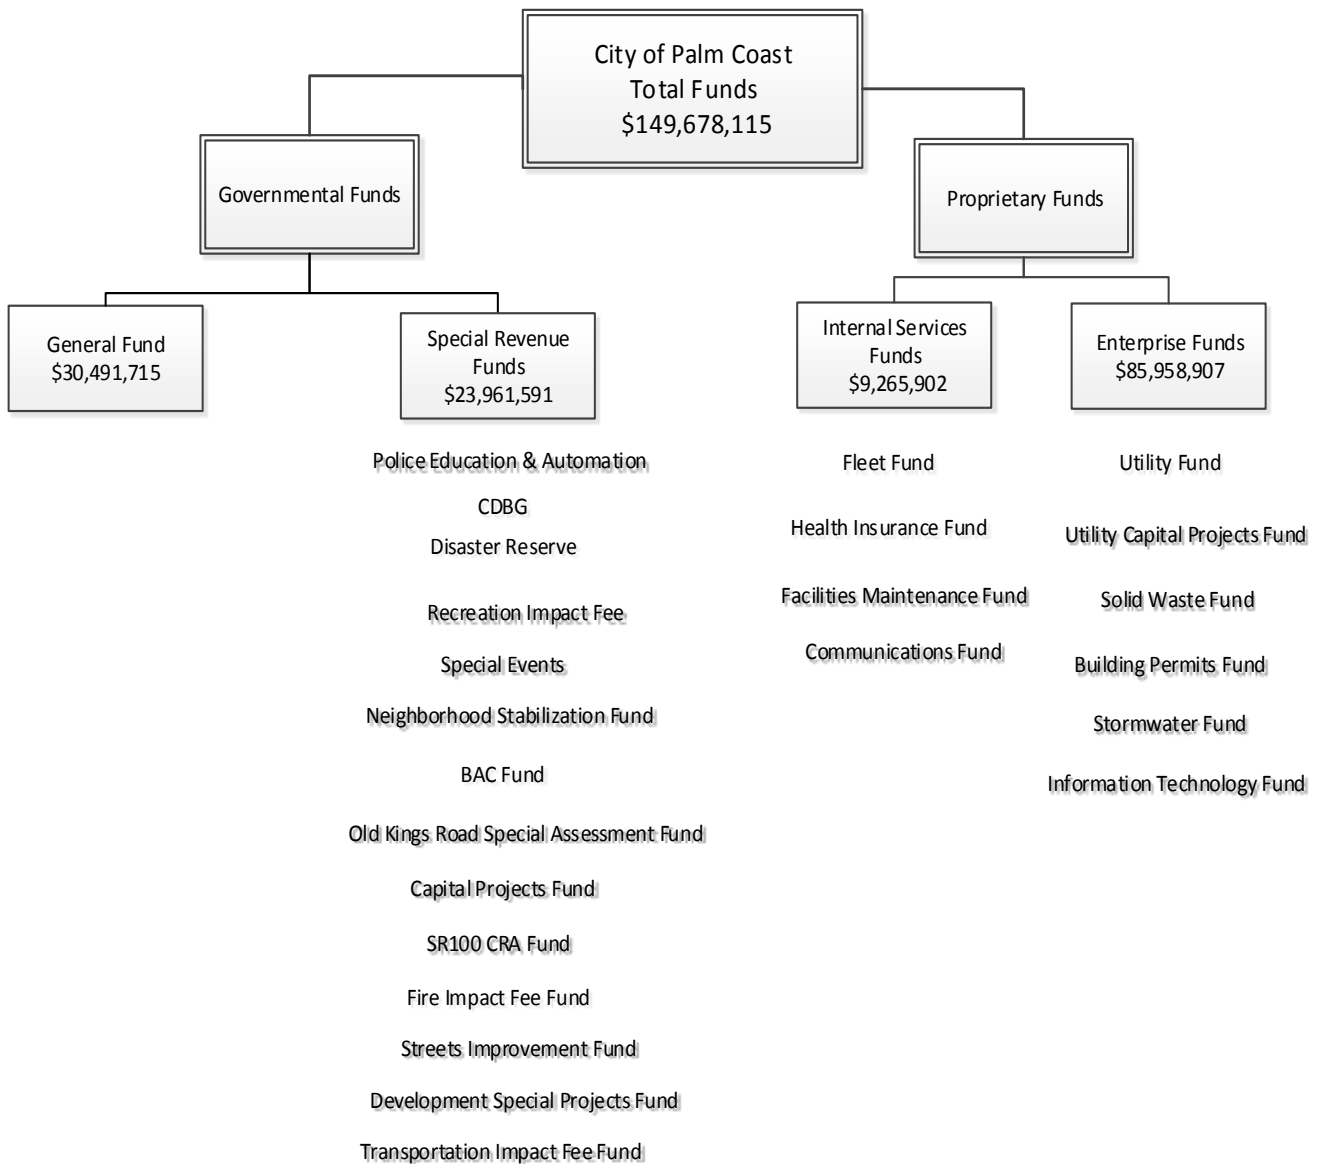 City of Palm Coast
Total Funds
$149,678,115
Governmental Funds
Proprietary Funds
General Fund
$30,491,715
Special Revenue
Funds
$23,961,591
Internal Services
Funds
$9,265,902
Enterprise Funds
$85,958,907
Police Education & Automation
CDBG
Disaster Reserve
Recreation Impact Fee
Special Events
Neighborhood Stabilization Fund
BAC Fund
Old Kings Road Special Assessment Fund
Capital Projects Fund
SR100 CRA Fund
Fire Impact Fee Fund
Streets Improvement Fund
Development Special Projects Fund
Transportation Impact Fee Fund
Fleet Fund
Health Insurance Fund
Facilities Maintenance Fund
Communications Fund
Utility Fund
Utility Capital Projects Fund
Solid Waste Fund
Building Permits Fund
Stormwater Fund
Information Technology Fund